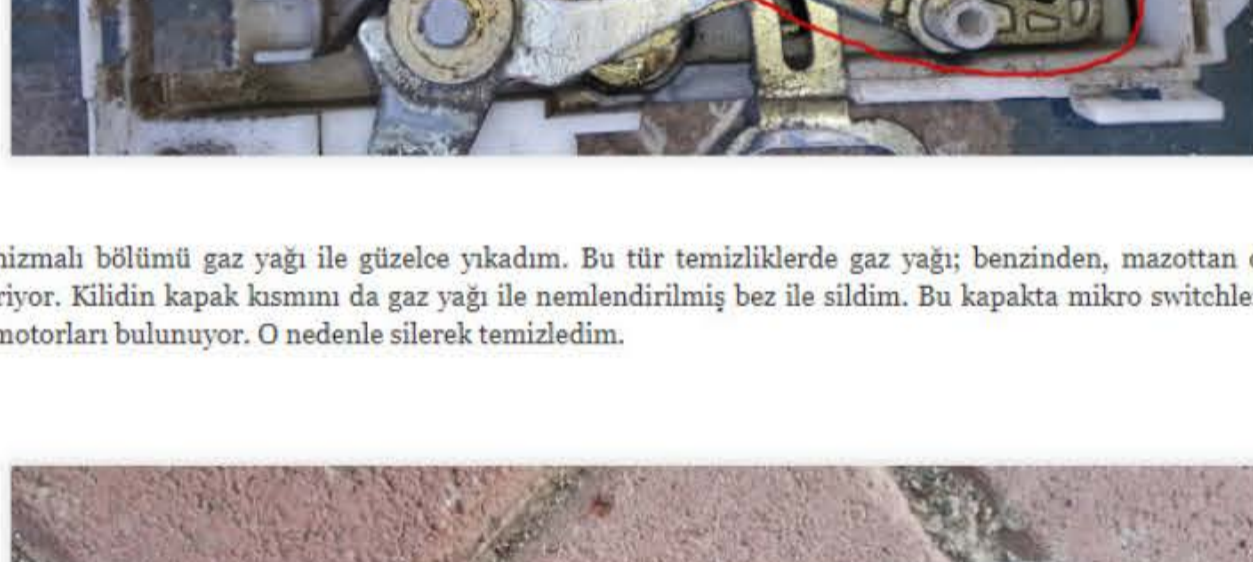 nizmalı bölümü gaz yağı ile güzelce yıkadım. Bu tür temizliklerde gaz yağı; benzinden, mazottan
riyor. Kilidin kapak kısmını da gaz yağı ile nemlendirilmiş bez ile sildim. Bu kapakta mikro switchle
motorları bulunuyor. O nedenle silerek temizledim.